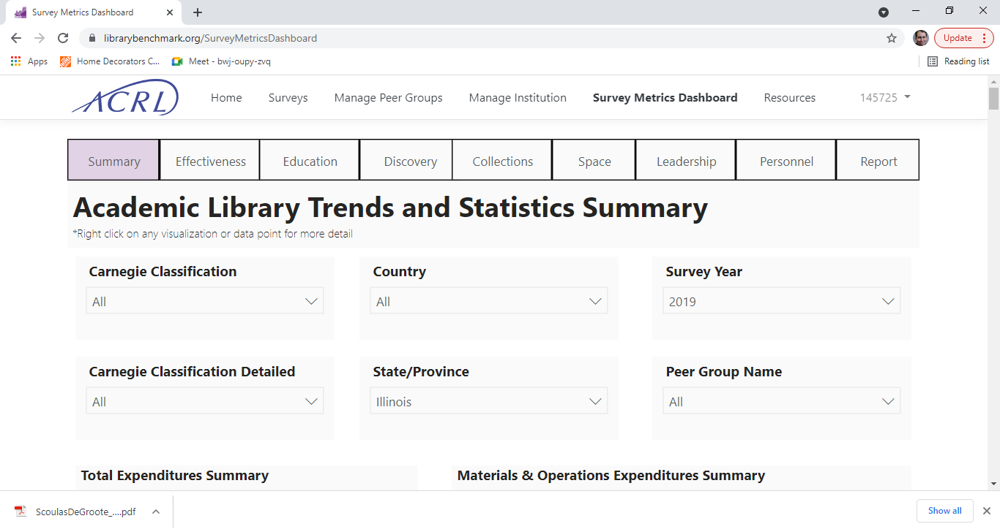 Survey Metrics Dashboard
librarybenchmark.org/SurveyMetricsDashboard
Update
Apps Home Decorators C... Meet - bwj-oupy-zvq Reading list
ACRL Home Surveys Manage Peer Groups Manage Institution Survey Metrics Dashboard Resources 145725
Summary Effectiveness Education Discovery Collections Space Leadership Personnel Report
Academic Library Trends and Statistics Summary
*Right click on any visualization or data point for more detail
Carnegie Classification Country Survey Year
All All 2019
Carnegie Classification Detailed State/Province Peer Group Name
All Illinois All
Total Expenditures Summary Materials & Operations Expenditures Summary
ScoulasDeGroote_....pdf Show all